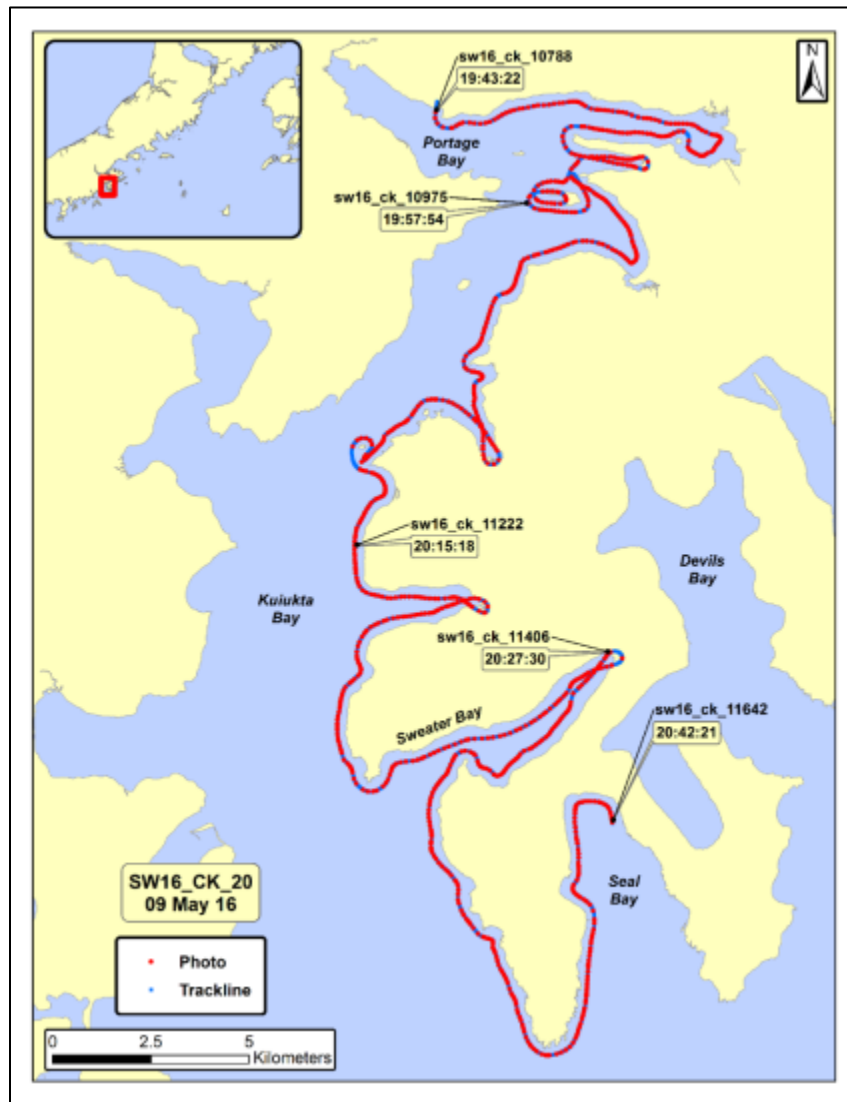 N
sw16_ck_10788
19:43:22
Portage
Bay
sw16_ck_10975
19:57:54
sw16_ck_11222
20:15:18
Devils
Bay
Kuiukta
Bay
sw16_ck_11406
20:27:30
sw16_ck_11642
20:42:21
Sweater Bay
Seal
Bay
SW16_CK_20
09 May 16
Photo
Trackline
0 2.5 5
Kilometers